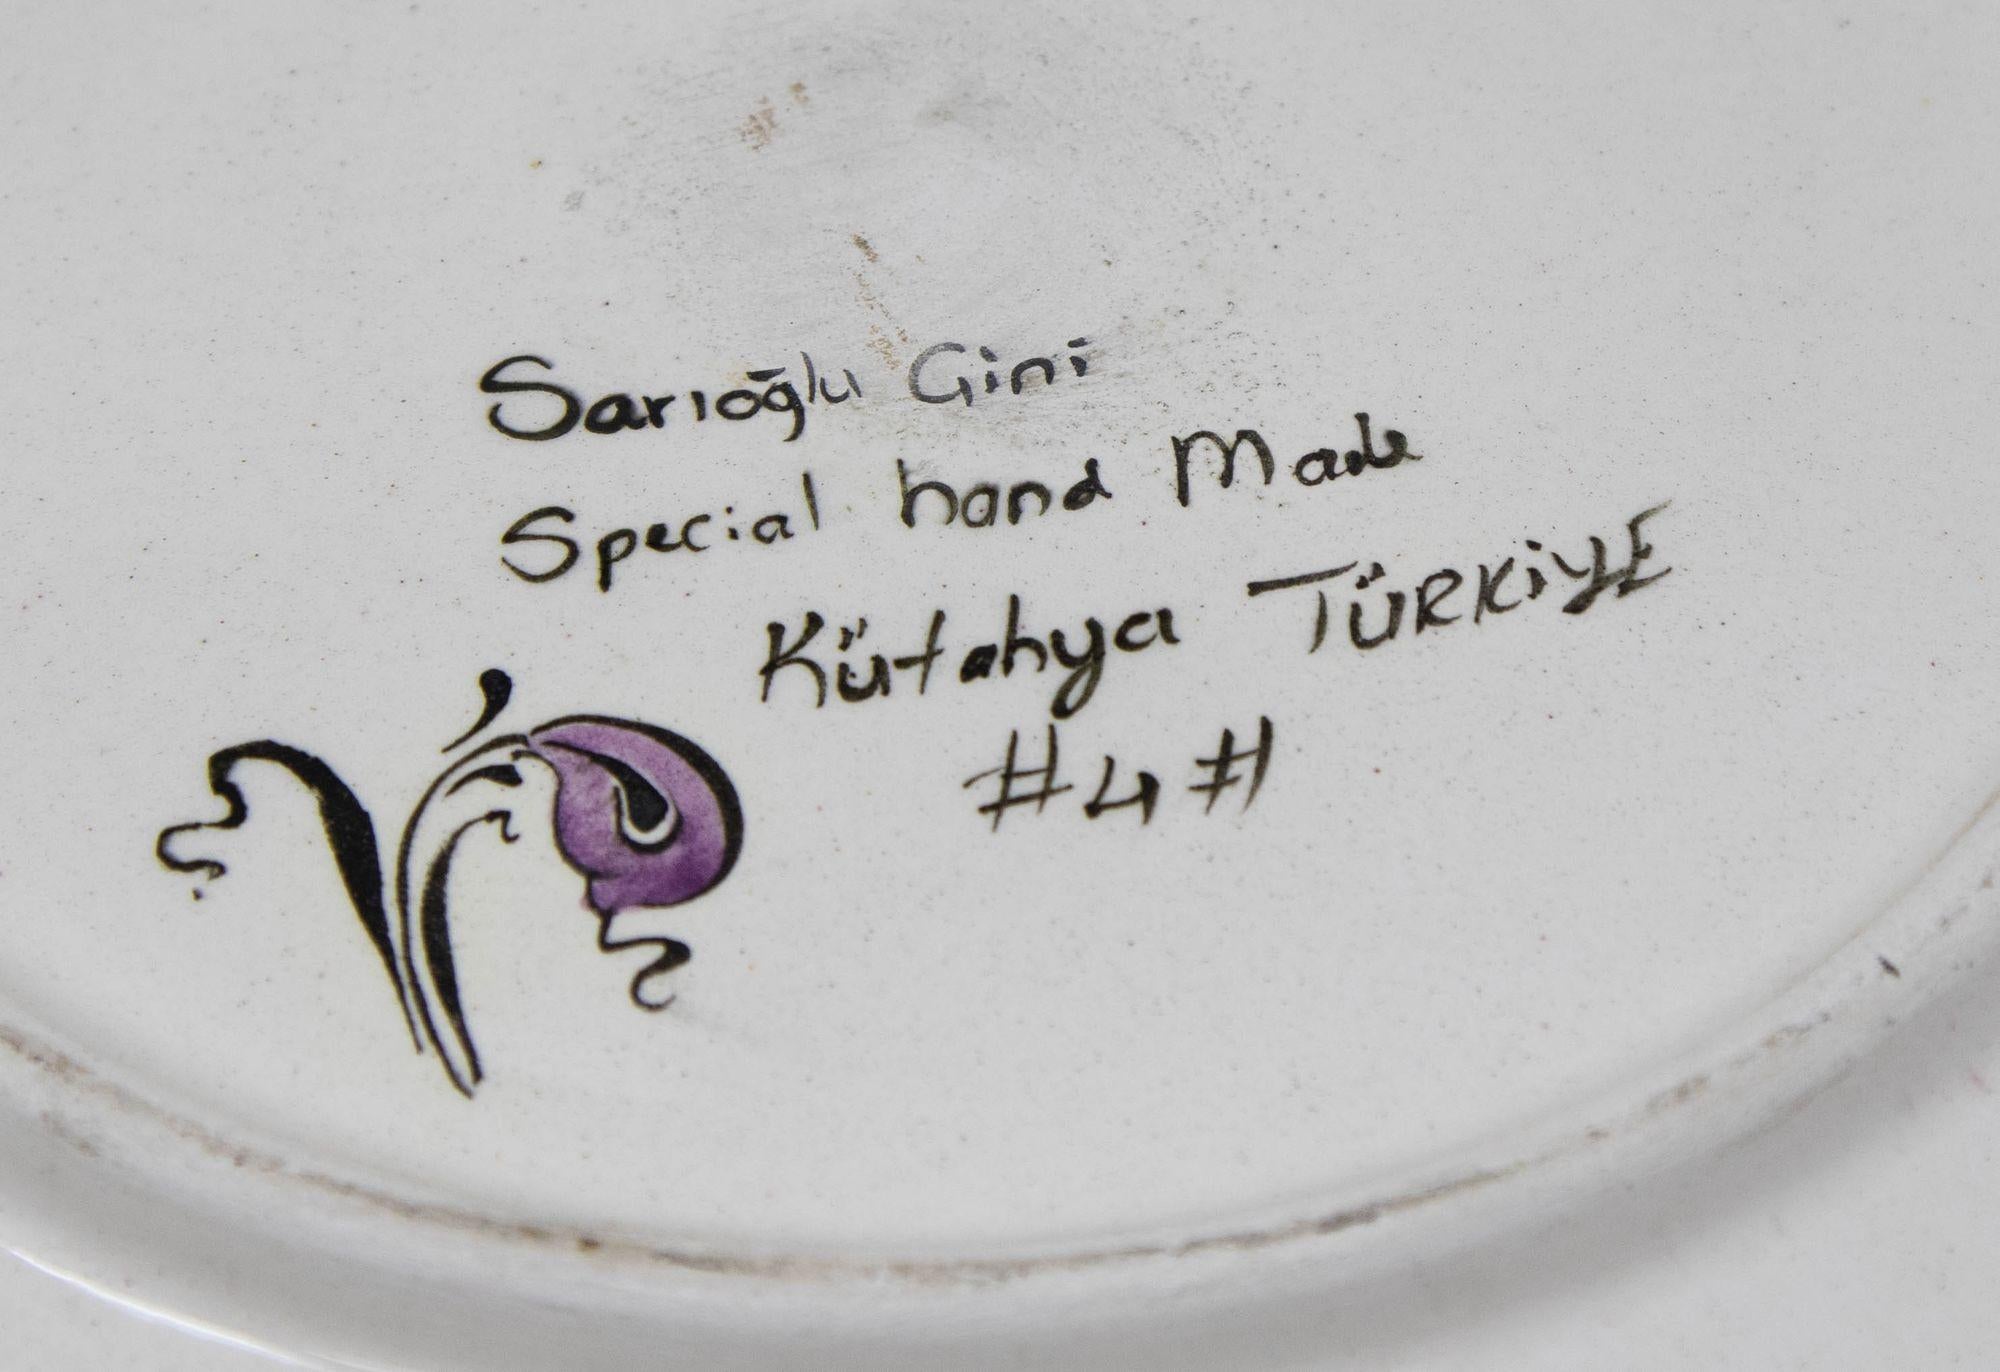 Sarıoğlu Çini
Special hand Made
Kütahya TÜRKİYE
#4#